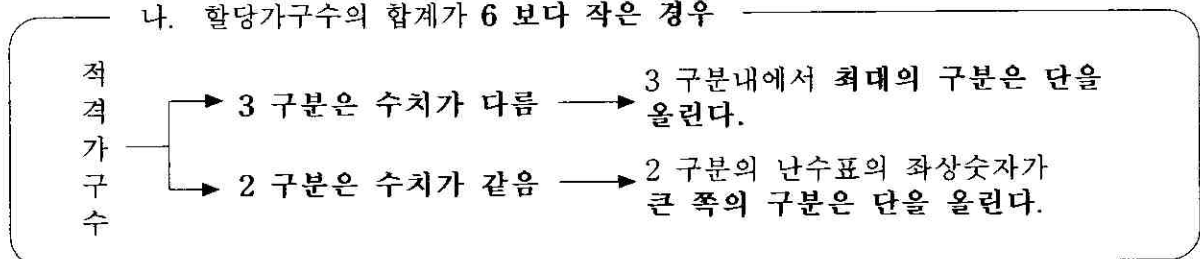 나. 할당가구수의 합계가 6 보다 작은 경우
적격가구수
3 구분은 수치가 다름
3 구분내에서 최대의 구분은 단을
올린다.
2 구분은 수치가 같음
2 구분의 난수표의 좌상숫자가
큰 쪽의 구분은 단을 올린다.